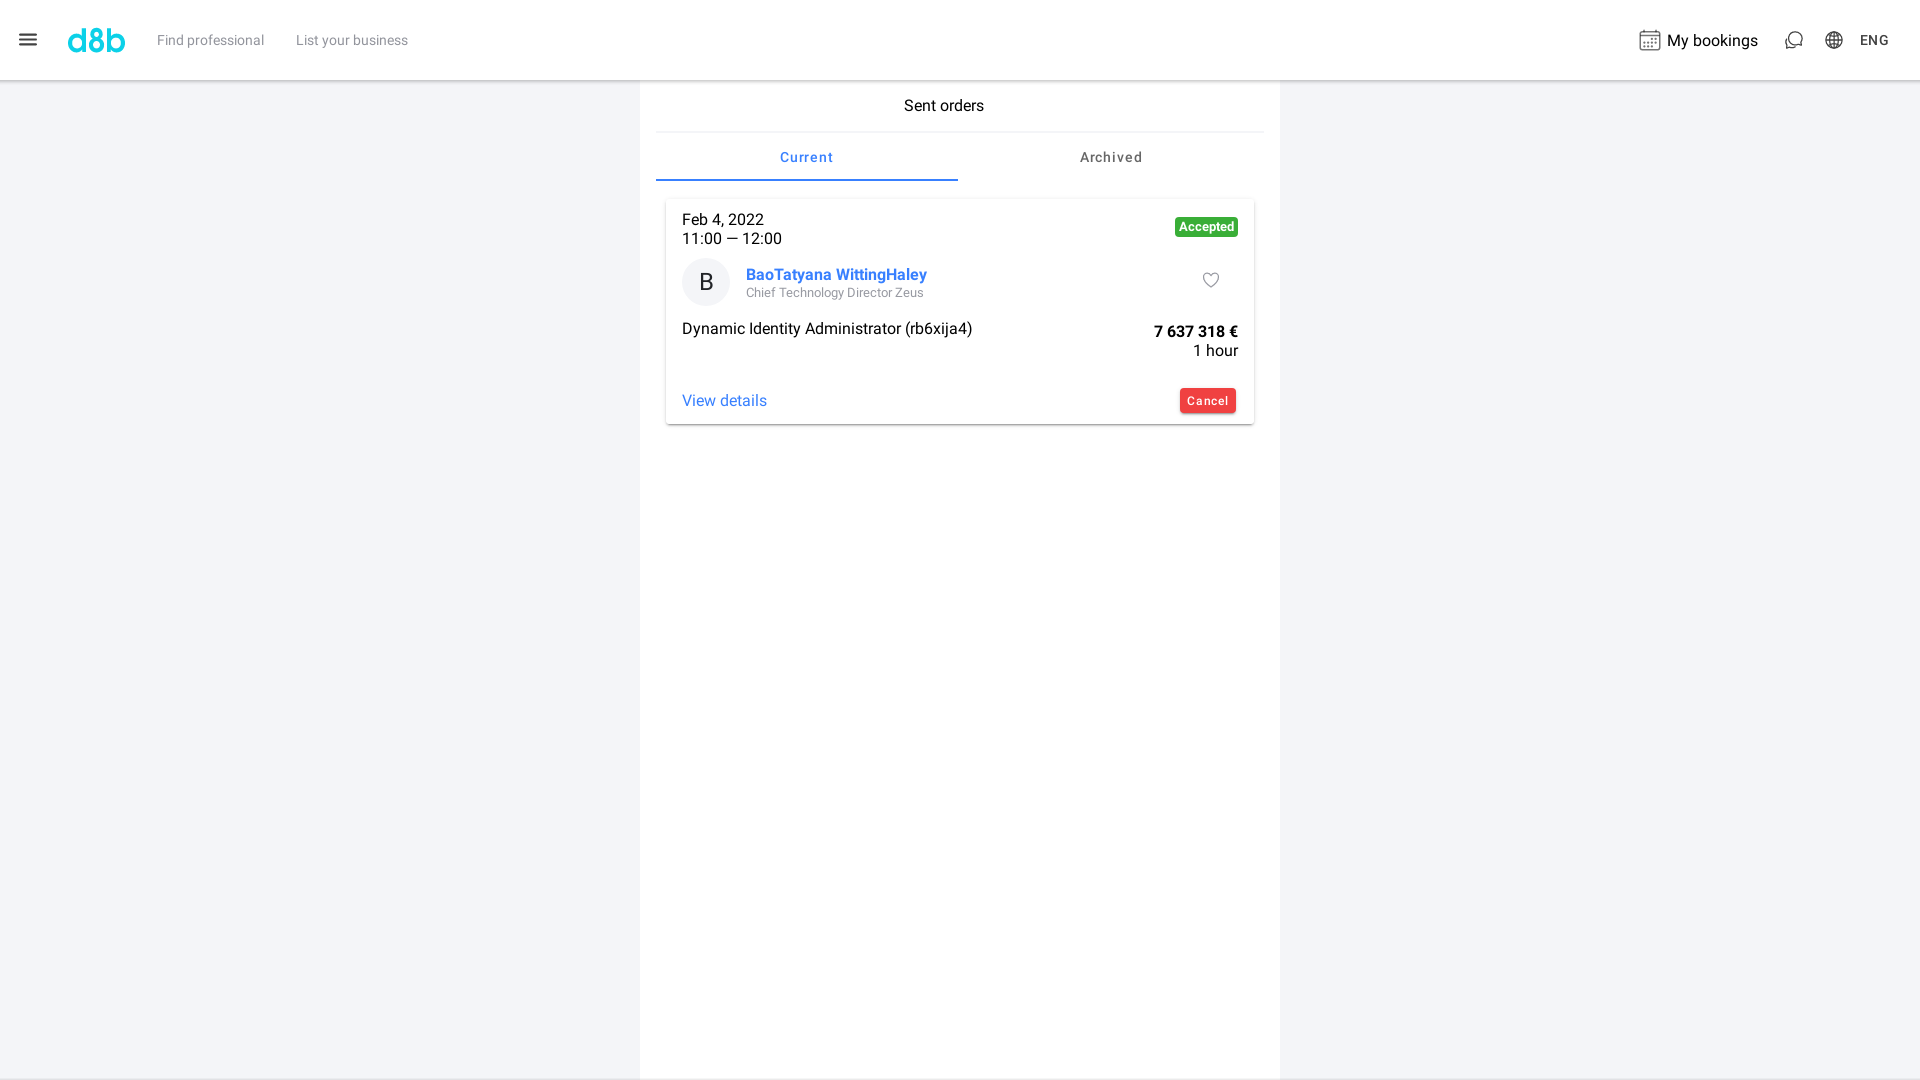 d8b
Find professional
List your business
My bookings
ENG
Sent orders
Current
Archived
Feb 4, 2022
11:00 — 12:00
Accepted
B
BaoTatyana WittingHaley
Chief Technology Director Zeus
Dynamic Identity Administrator (rb6xija4)
7 637 318 €
1 hour
View details
Cancel